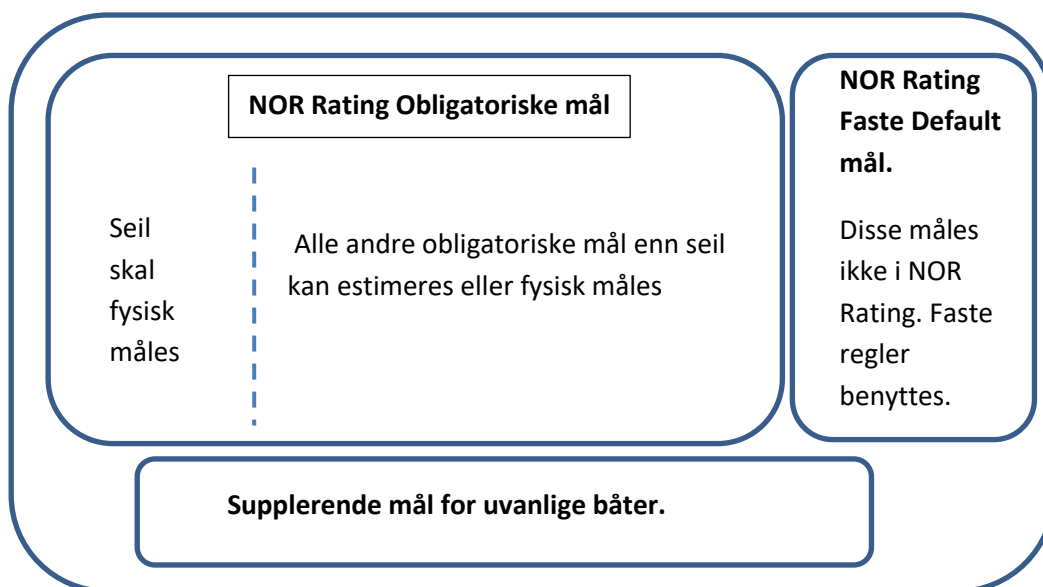 NOR Rating Obligatoriske mål
Seil
skal
fysisk
måles
Alle andre obligatoriske mål enn seil
kan estimeres eller fysisk måles
NOR Rating
Faste Default
mål.
Disse måles
ikke i NOR
Rating. Faste
regler
benyttes.
Supplerende mål for uvanlige båter.